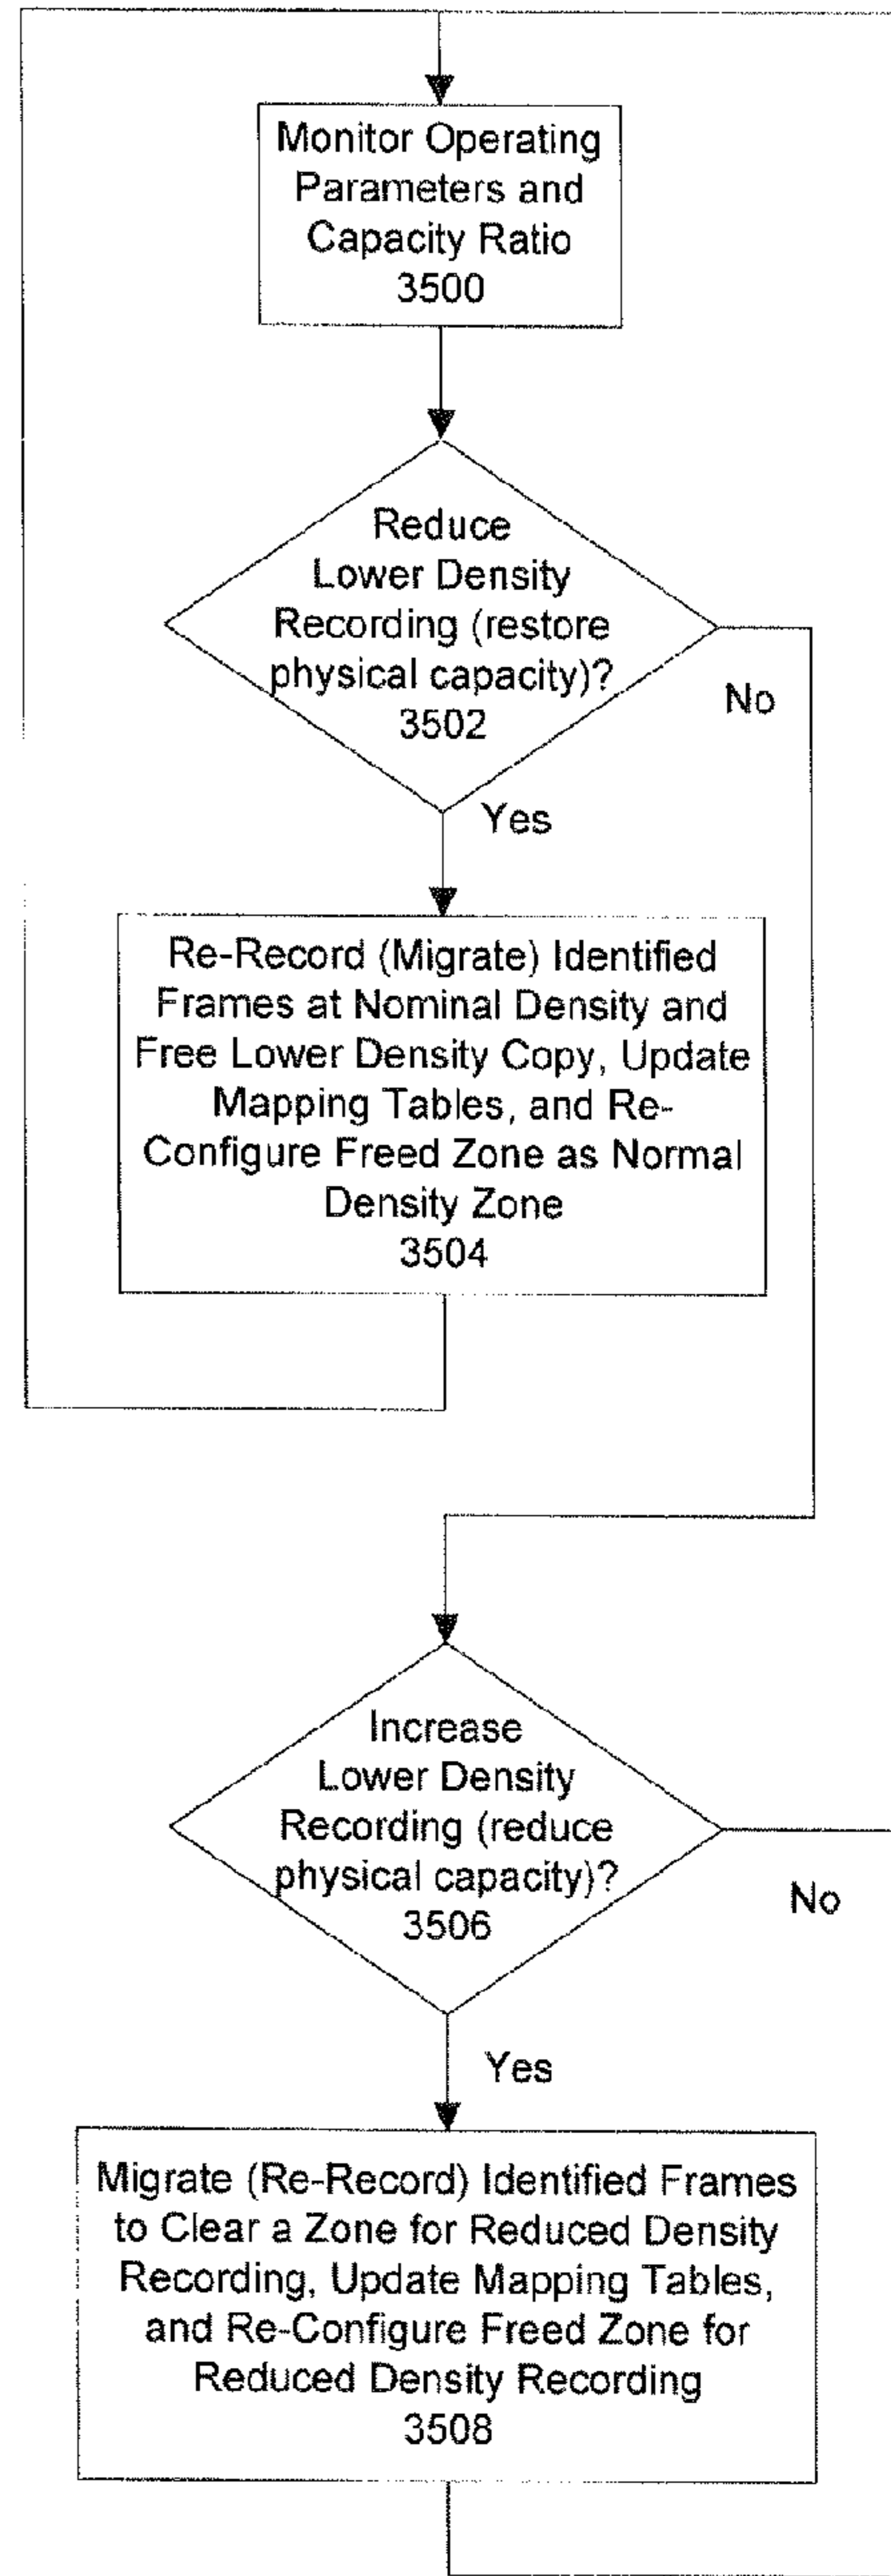 Monitor Operating
Parameters and
Capacity Ratio
3500
Reduce
Lower Density
Recording (restore
physical capacity)?
3502
No
Yes
Re-Record (Migrate) Identified
Frames at Nominal Density and
Free Lower Density Copy, Update
Mapping Tables, and Re-
Configure Freed Zone as Normal
Density Zone
3504
Increase
Lower Density
Recording (reduce
physical capacity)?
3506
No
Yes
Migrate (Re-Record) Identified Frames
to Clear a Zone for Reduced Density
Recording, Update Mapping Tables,
and Re-Configure Freed Zone for
Reduced Density Recording
3508